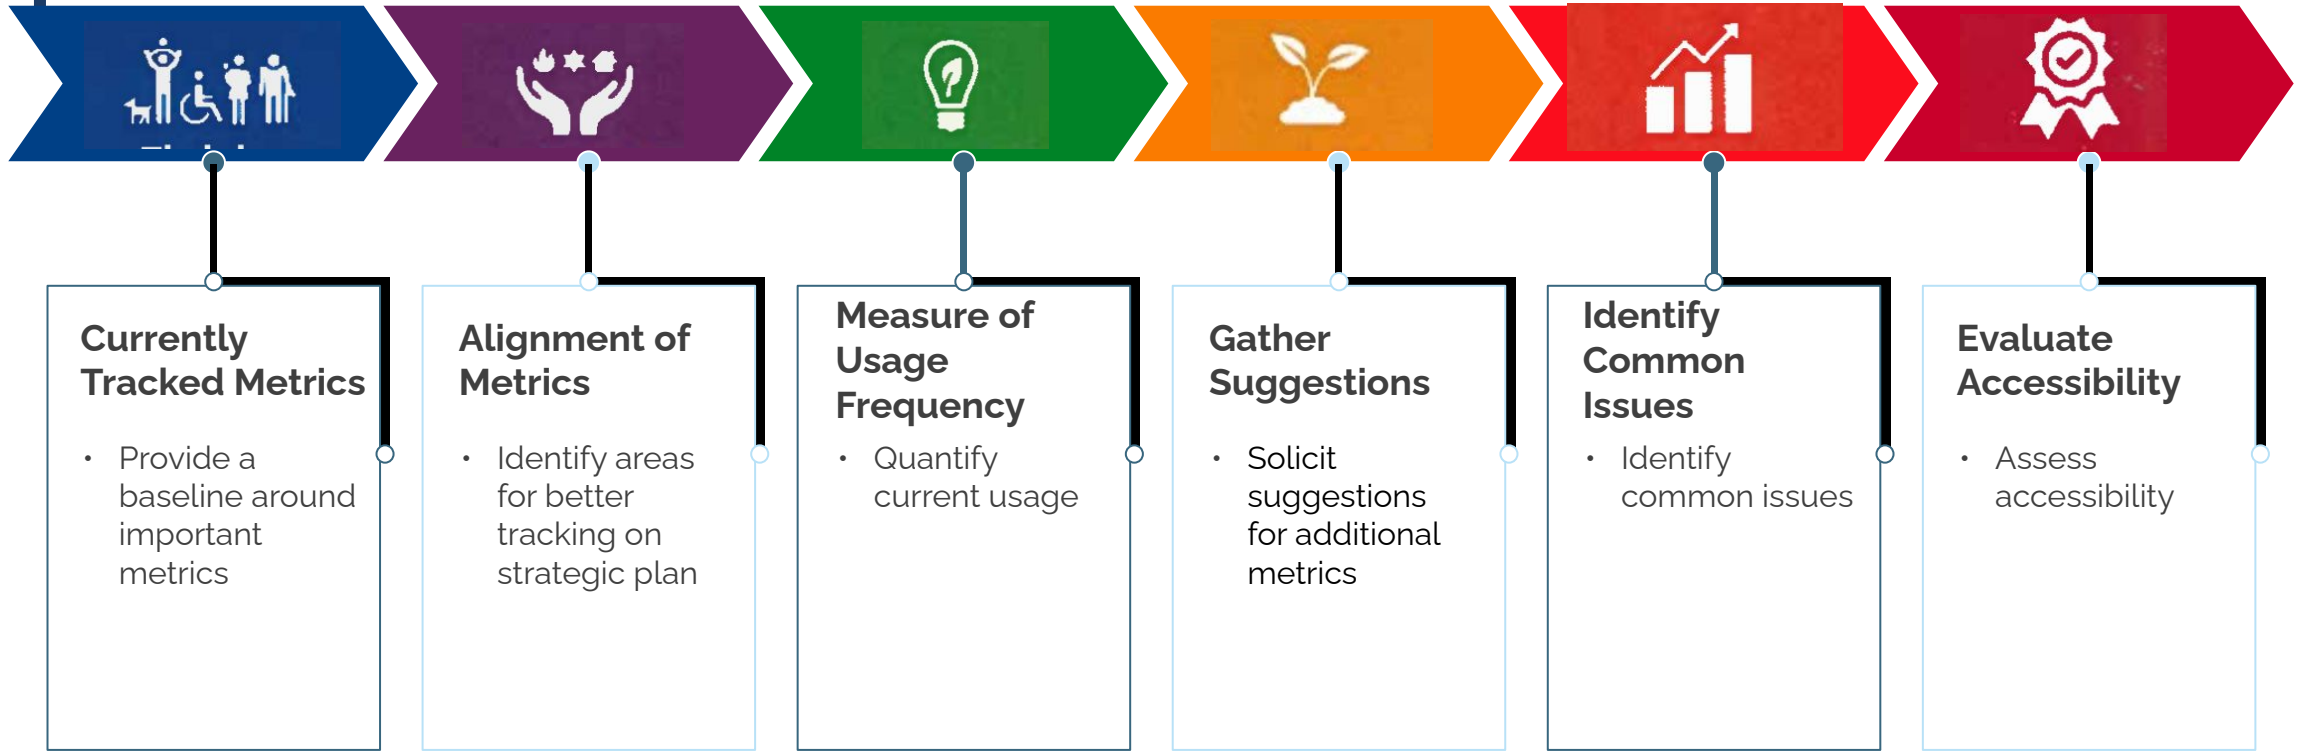 Currently
Tracked Metrics
• Provide a
baseline around
important
metrics
Alignment of
Metrics
• Identify areas
for better
tracking on
strategic plan
Measure of
Usage
Frequency
• Quantify
current usage
Gather
Suggestions
• Solicit
suggestions
for additional
metrics
Identify
Common
Issues
• Identify
common issues
Evaluate
Accessibility
• Assess
accessibility